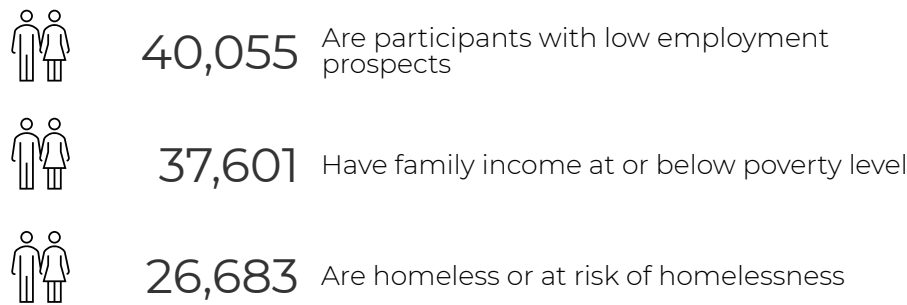 40,055 Are participants with low employment
prospects
37,601 Have family income at or below poverty level
26,683 Are homeless or at risk of homelessness